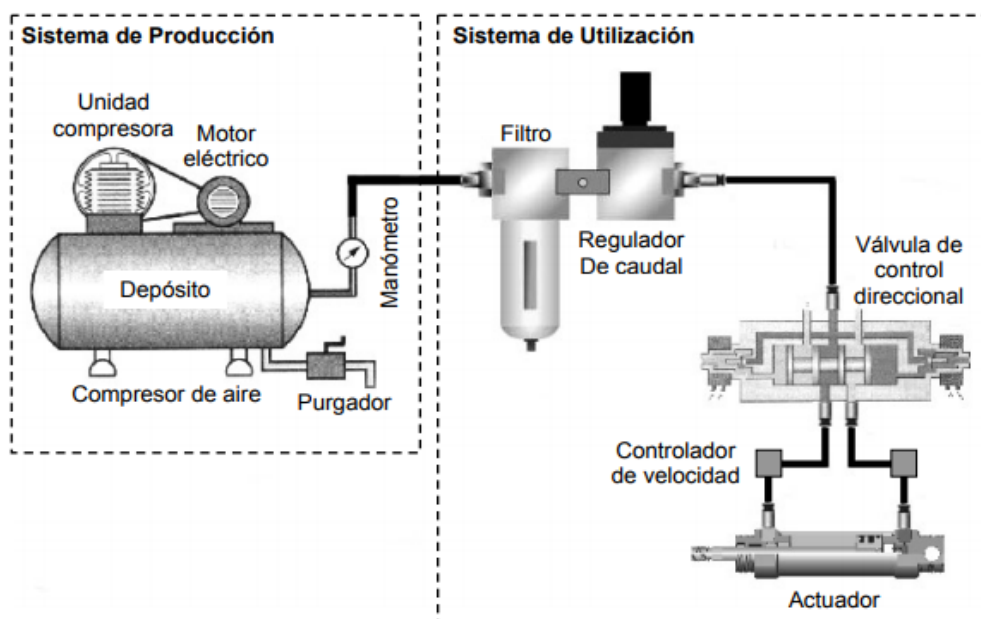 Sistema de Producción
Unidad
compresora
Motor
eléctrico
Depósito
Manómetro
Compresor de aire
Purgador
Sistema de Utilización
Filtro
Regulador
De caudal
Válvula de
control
direccional
Controlador
de velocidad
Actuador